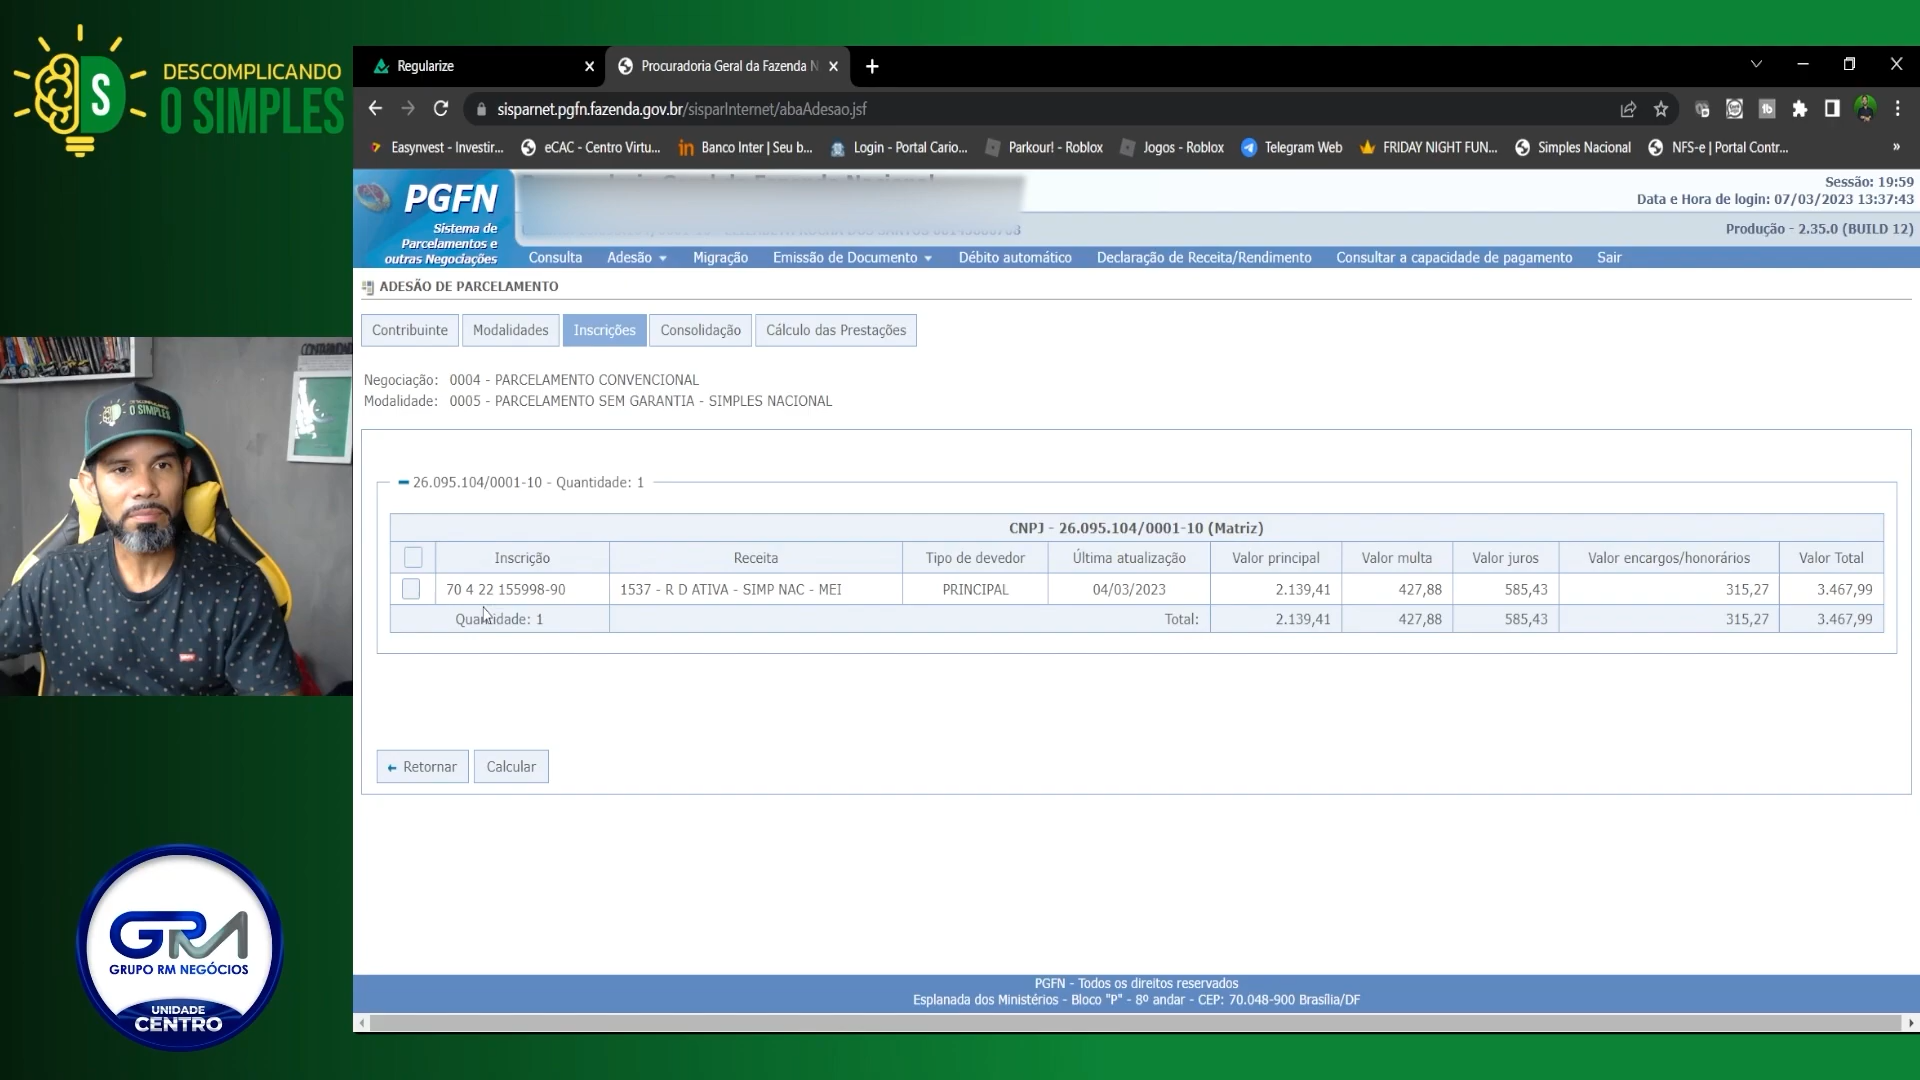 DESCOMPLICANDO
O SIMPLES
S
Regularize
Procuradoria Geral da Fazenda N
sisparnet.pgfn.fazenda.gov.br/sisparInternet/abaAdesao.jsf
Easynvest - Investir...
eCAC - Centro Virtu...
Banco Inter | Seu b...
Login - Portal Cario...
Parkour! - Roblox
Jogos - Roblox
Telegram Web
FRIDAY NIGHT FUN...
Simples Nacional
NFS-e | Portal Contr...
»
PGFN
Sistema de
Parcelamentos e
outras Negociações
Sessão: 19:59
Data e Hora de login: 07/03/2023 13:37:43
Produção - 2.35.0 (BUILD 12)
Consulta
Adesão
Migração
Emissão de Documento
Débito automático
Declaração de Receita/Rendimento
Consultar a capacidade de pagamento
Sair
ADESÃO DE PARCELAMENTO
Contribuinte
Modalidades
Inscrições
Consolidação
Cálculo das Prestações
Negociação: 0004 - PARCELAMENTO CONVENCIONAL
Modalidade: 0005 - PARCELAMENTO SEM GARANTIA - SIMPLES NACIONAL
26.095.104/0001-10 - Quantidade: 1
CNPJ - 26.095.104/0001-10 (Matriz)
Inscrição Receita Tipo de devedor Última atualização Valor principal Valor multa Valor juros Valor encargos/honorários Valor Total
70 4 22 155998-90 1537 - R D ATIVA - SIMP NAC - MEI PRINCIPAL 04/03/2023 2.139,41 427,88 585,43 315,27 3.467,99
Quantidade: 1 Total: 2.139,41 427,88 585,43 315,27 3.467,99
Retornar
Calcular
PGFN - Todos os direitos reservados
Esplanada dos Ministérios - Bloco "P" - 8º andar - CEP: 70.048-900 Brasília/DF
O SIMPLES
GRM
GRUPO RM NEGÓCIOS
UNIDADE
CENTRO